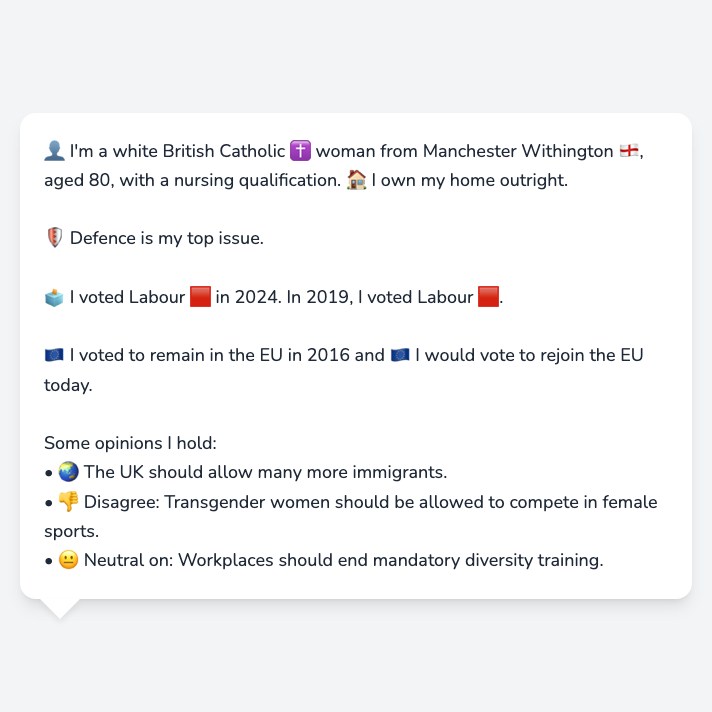 👤 I'm a white British Catholic ✝️ woman from Manchester Withington 🏴󠁧󠁢󠁥󠁮󠁧󠁿,
aged 80, with a nursing qualification. 🏠 I own my home outright.
🛡️ Defence is my top issue.
🗳️ I voted Labour 🟥 in 2024. In 2019, I voted Labour 🟥.
🇪🇺 I voted to remain in the EU in 2016 and 🇪🇺 I would vote to rejoin the EU
today.
Some opinions I hold:
• 🌏 The UK should allow many more immigrants.
• 👎 Disagree: Transgender women should be allowed to compete in female
sports.
• 😐 Neutral on: Workplaces should end mandatory diversity training.